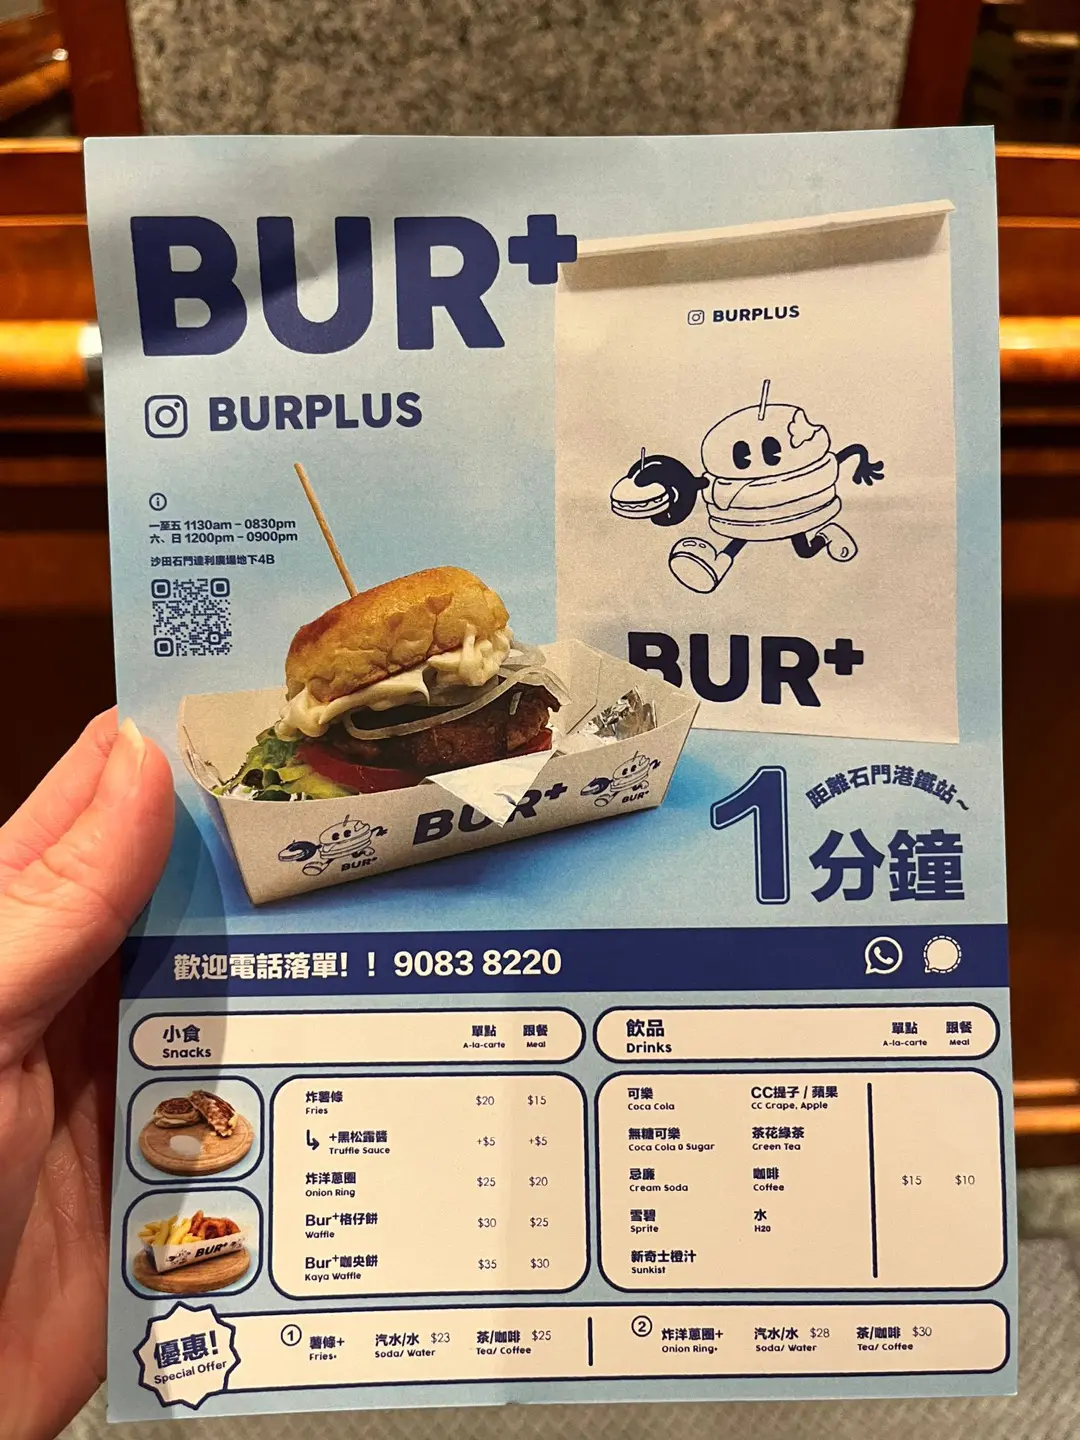 BUR+
BURPLUS
BURPLUS
一至五 1130am - 0830pm
六、日 1200pm - 0900pm
沙田石門達利廣場地下4B
BUR+
BUR+
BUR+
BUR+
距離石門港鐵站~
1分鐘
歡迎電話落單!! 9083 8220
小食 單點 跟餐
Snacks A-la-carte Meal
炸薯條 $20 $15
Fries
+黑松露醬 +$5 +$5
Truffle Sauce
炸洋蔥圈 $25 $20
Onion Ring
Bur+格仔餅 $30 $25
Waffle
Bur+咖央餅 $35 $30
Kaya Waffle
BUR+
飲品 單點 跟餐
Drinks A-la-carte Meal
可樂 CC提子 / 蘋果
Coca Cola CC Grape, Apple
無糖可樂 茶花綠茶
Coca Cola 0 Sugar Green Tea
忌廉 咖啡 $15 $10
Cream Soda Coffee
雪碧 水
Sprite H20
新奇士橙汁
Sunkist
優惠!
Special Offer
1 薯條+ 汽水/水 $23 茶/咖啡 $25
Fries+ Soda/ Water Tea/ Coffee
2 炸洋蔥圈+ 汽水/水 $28 茶/咖啡 $30
Onion Ring+ Soda/ Water Tea/ Coffee